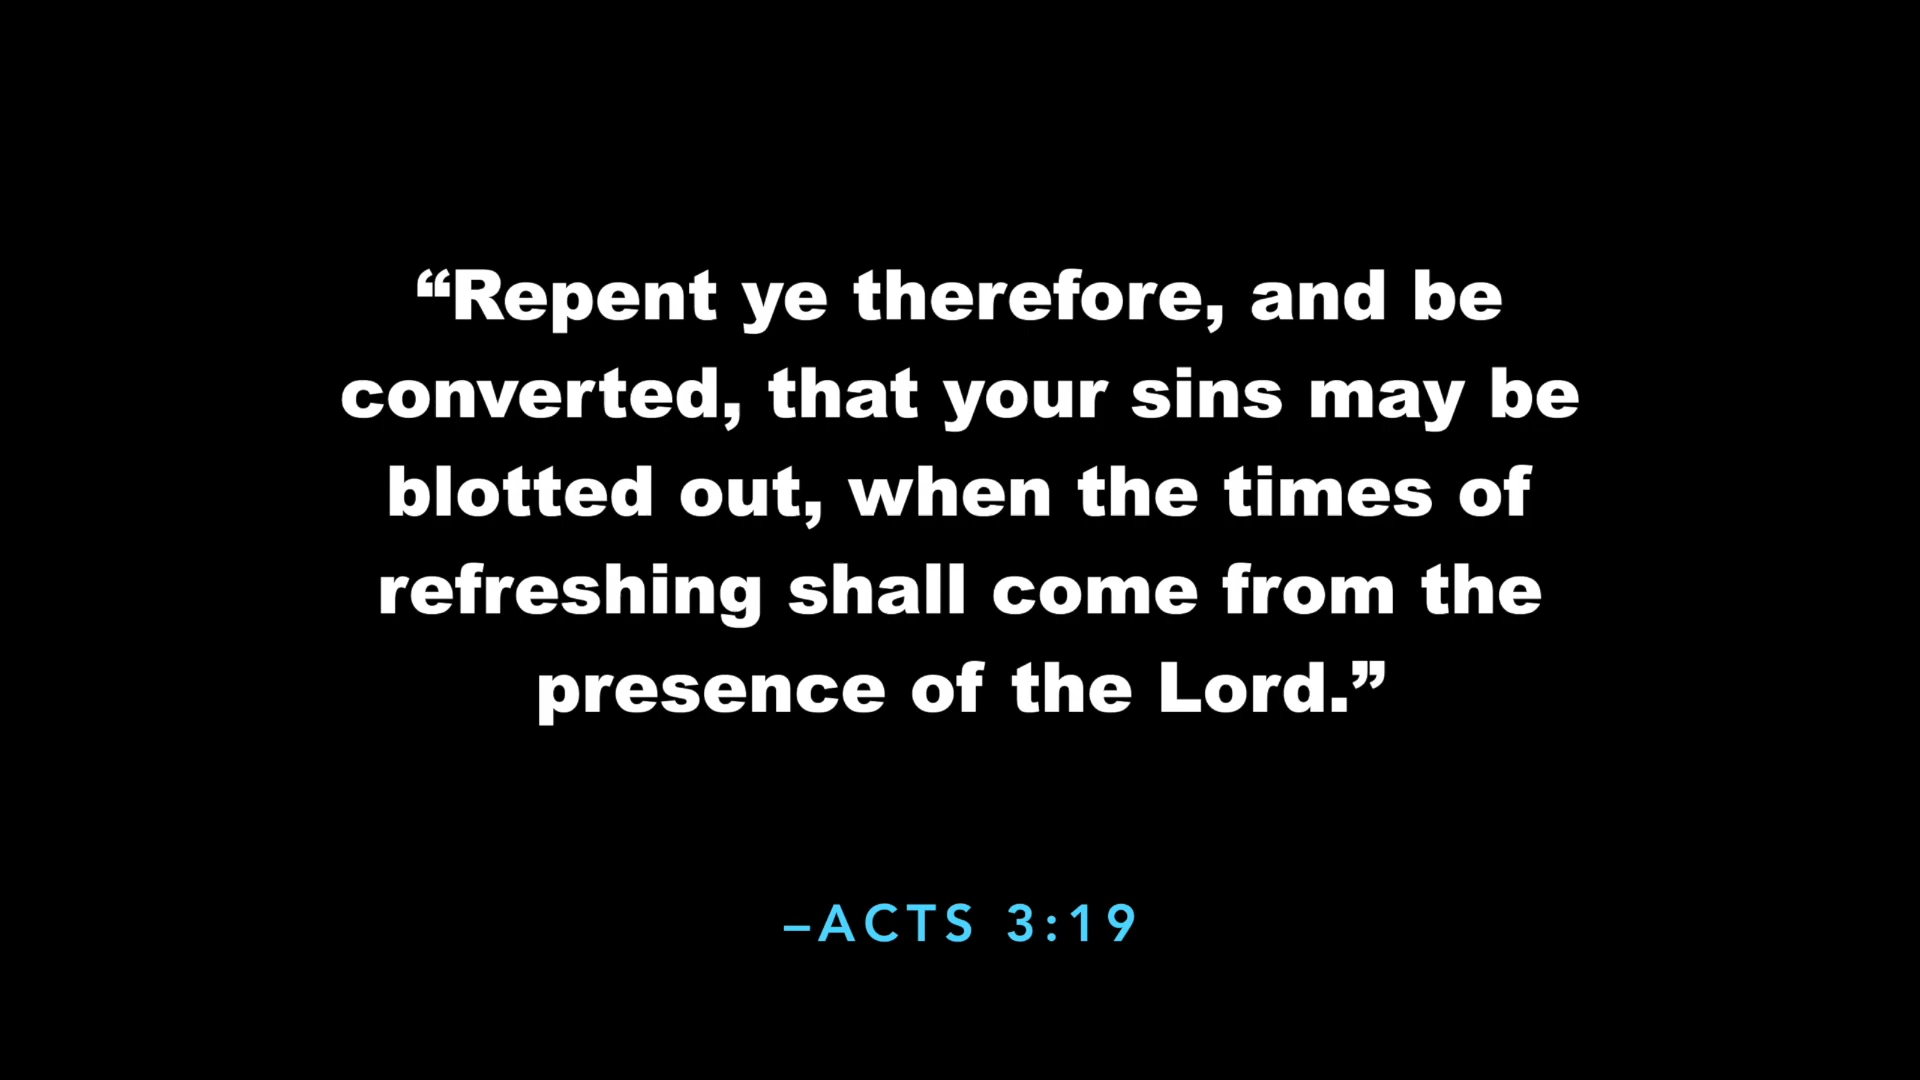 “Repent ye therefore, and be
converted, that your sins may be
blotted out, when the times of
refreshing shall come from the
presence of the Lord.”
–ACTS 3:19